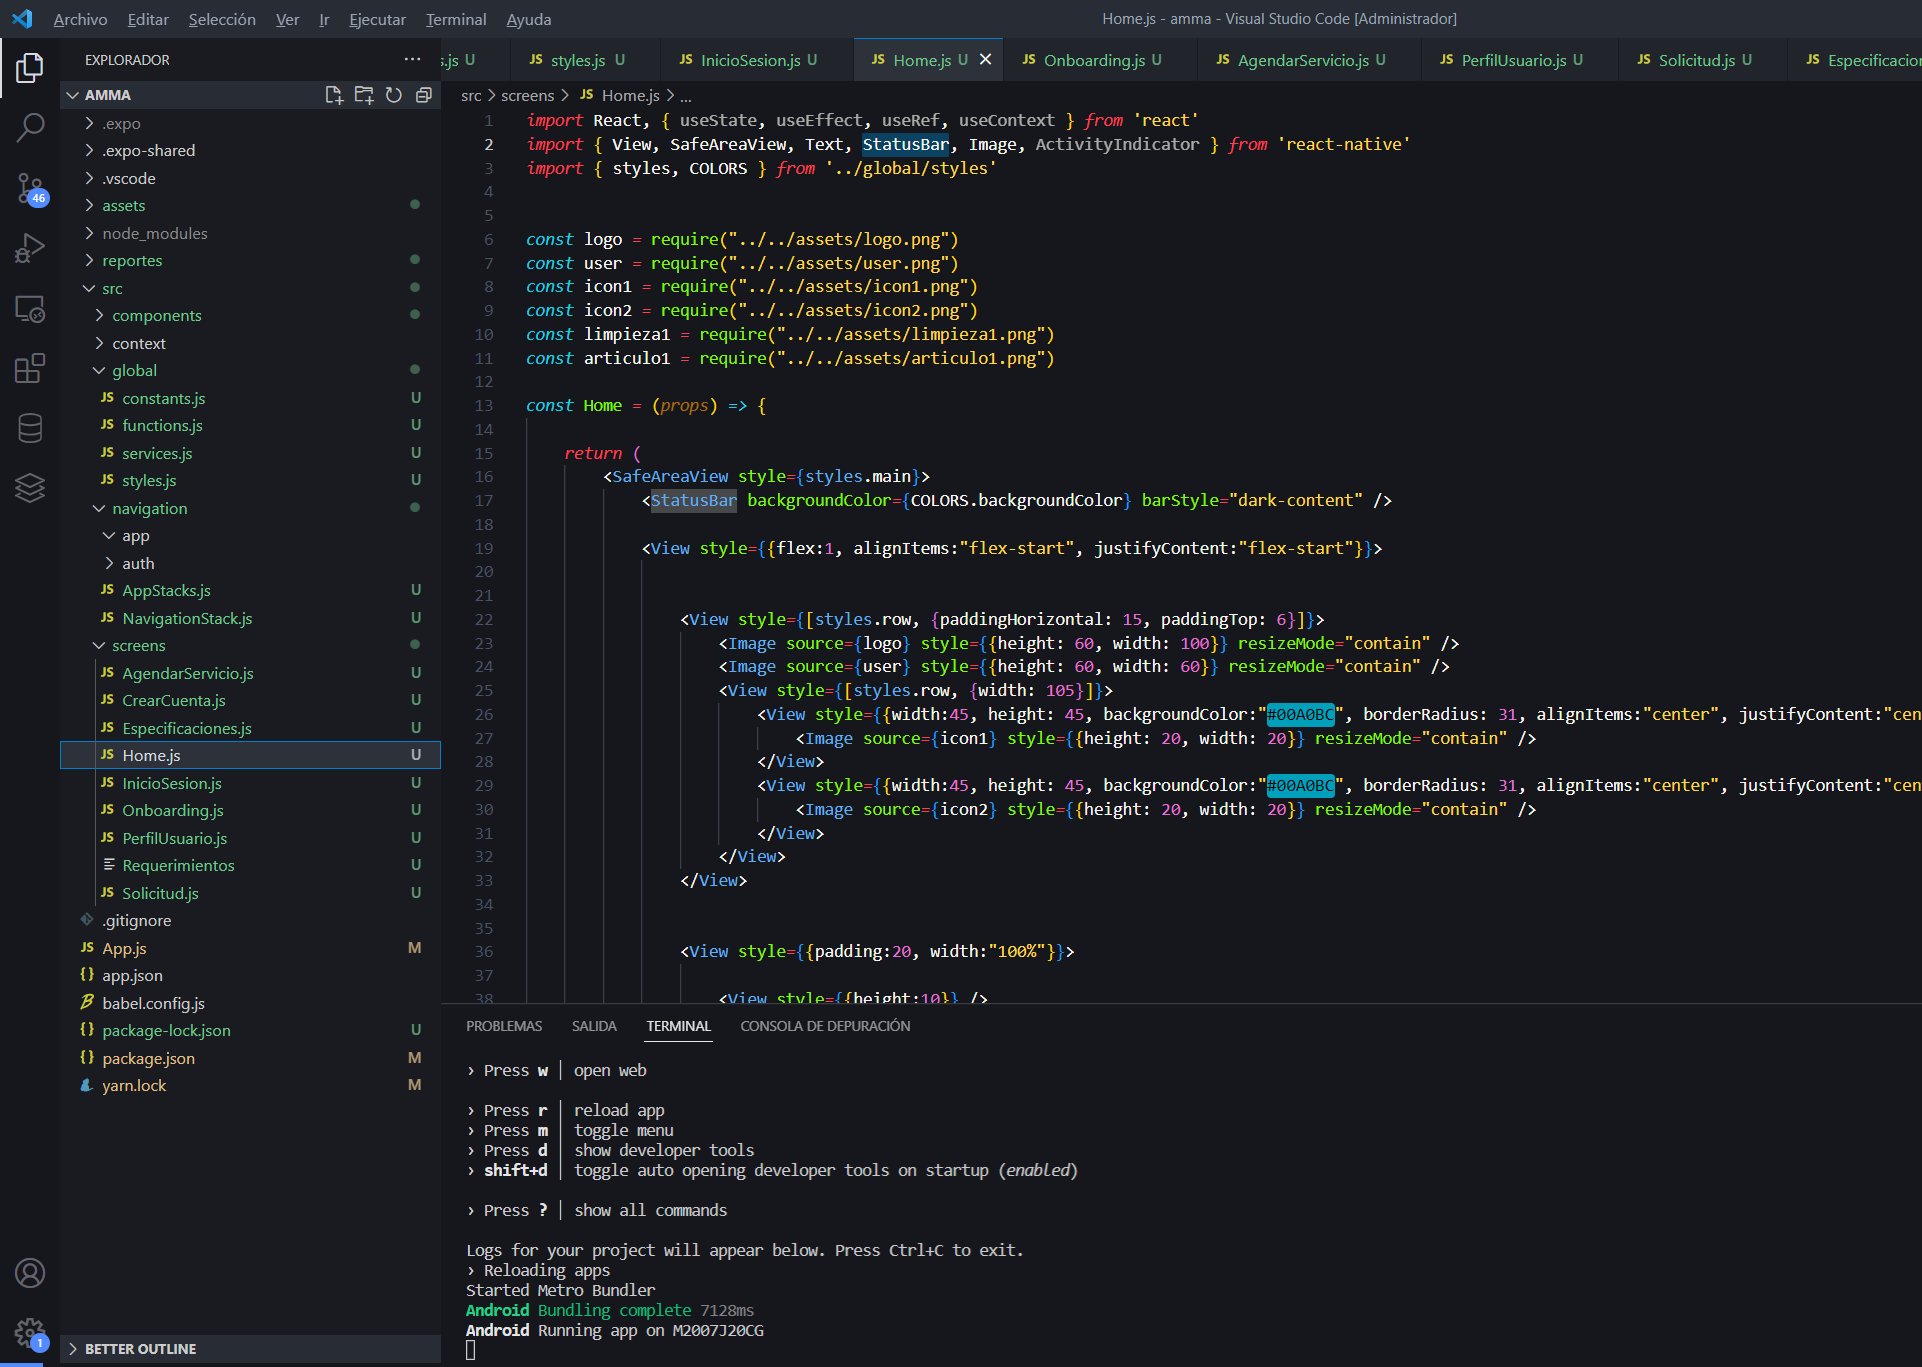 Archivo Editar Selección Ver Ir Ejecutar Terminal Ayuda
Home.js - amma - Visual Studio Code [Administrador]
EXPLORADOR ...
s.js U
JS styles.js U
JS InicioSesion.js U
JS Home.js U
JS Onboarding.js U
JS AgendarServicio.js U
JS PerfilUsuario.js U
JS Solicitud.js U
JS Especificacion
AMMA
.expo
.expo-shared
.vscode
assets
node_modules
reportes
src
components
context
global
JS constants.js U
JS functions.js U
JS services.js U
JS styles.js U
navigation
app
auth
JS AppStacks.js U
JS NavigationStack.js U
screens
JS AgendarServicio.js U
JS CrearCuenta.js U
JS Especificaciones.js U
JS Home.js U
JS InicioSesion.js U
JS Onboarding.js U
JS PerfilUsuario.js U
Requerimientos U
JS Solicitud.js U
.gitignore
JS App.js M
{} app.json
babel.config.js
{} package-lock.json U
{} package.json M
yarn.lock M
BETTER OUTLINE
46
1
src > screens > JS Home.js > ...
1 import React, { useState, useEffect, useRef, useContext } from 'react'
2 import { View, SafeAreaView, Text, StatusBar, Image, ActivityIndicator } from 'react-native'
3 import { styles, COLORS } from '../global/styles'
4
5
6 const logo = require("../../assets/logo.png")
7 const user = require("../../assets/user.png")
8 const icon1 = require("../../assets/icon1.png")
9 const icon2 = require("../../assets/icon2.png")
10 const limpieza1 = require("../../assets/limpieza1.png")
11 const articulo1 = require("../../assets/articulo1.png")
12
13 const Home = (props) => {
14
15 return (
16 <SafeAreaView style={styles.main}>
17 <StatusBar backgroundColor={COLORS.backgroundColor} barStyle="dark-content" />
18
19 <View style={{flex:1, alignItems:"flex-start", justifyContent:"flex-start"}}>
20
21
22 <View style={[styles.row, {paddingHorizontal: 15, paddingTop: 6}]}>
23 <Image source={logo} style={{height: 60, width: 100}} resizeMode="contain" />
24 <Image source={user} style={{height: 60, width: 60}} resizeMode="contain" />
25 <View style={[styles.row, {width: 105}]}>
26 <View style={{width:45, height: 45, backgroundColor:"#00A0BC", borderRadius: 31, alignItems:"center", justifyContent:"cen
27 <Image source={icon1} style={{height: 20, width: 20}} resizeMode="contain" />
28 </View>
29 <View style={{width:45, height: 45, backgroundColor:"#00A0BC", borderRadius: 31, alignItems:"center", justifyContent:"cen
30 <Image source={icon2} style={{height: 20, width: 20}} resizeMode="contain" />
31 </View>
32 </View>
33 </View>
34
35
36 <View style={{padding:20, width:"100%"}}>
37
38 <View style={{height:10}} />
PROBLEMAS SALIDA TERMINAL CONSOLA DE DEPURACIÓN
› Press w │ open web
› Press r │ reload app
› Press m │ toggle menu
› Press d │ show developer tools
› shift+d │ toggle auto opening developer tools on startup (enabled)
› Press ? │ show all commands
Logs for your project will appear below. Press Ctrl+C to exit.
› Reloading apps
Started Metro Bundler
Android Bundling complete 7128ms
Android Running app on M2007J20CG